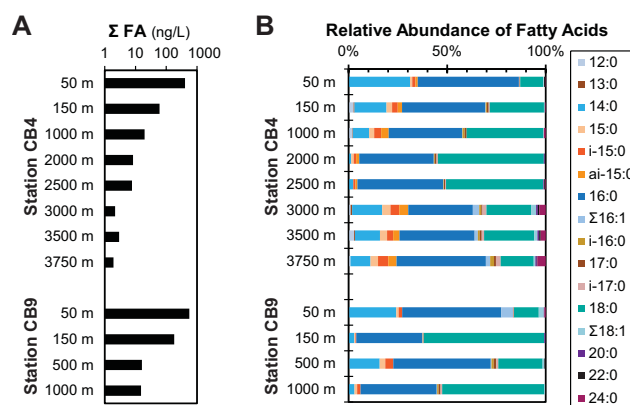 A
Σ FA (ng/L)
1 10 100 1000
Station CB4
50 m
150 m
1000 m
2000 m
2500 m
3000 m
3500 m
3750 m
Station CB9
50 m
150 m
500 m
1000 m
B
Relative Abundance of Fatty Acids
0% 50% 100%
Station CB4
50 m
150 m
1000 m
2000 m
2500 m
3000 m
3500 m
3750 m
Station CB9
50 m
150 m
500 m
1000 m
12:0
13:0
14:0
15:0
i-15:0
ai-15:0
16:0
Σ16:1
i-16:0
17:0
i-17:0
18:0
Σ18:1
20:0
22:0
24:0